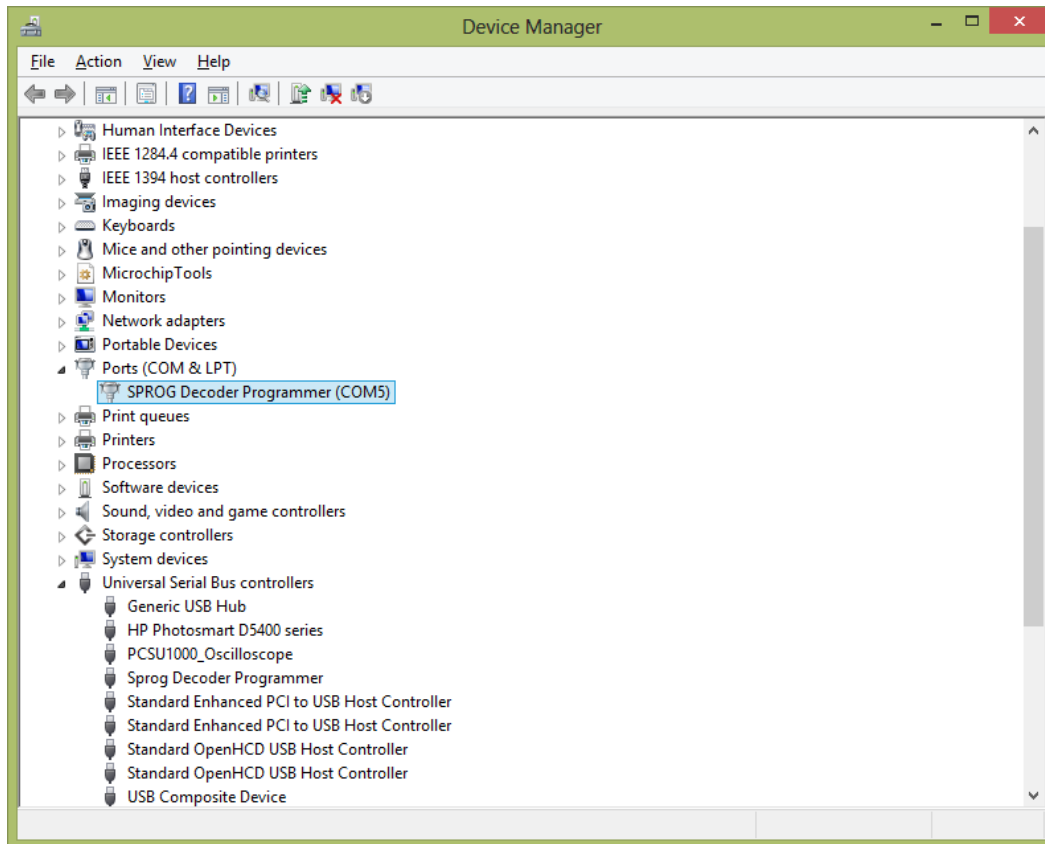 Device Manager
File Action View Help
Human Interface Devices
IEEE 1284.4 compatible printers
IEEE 1394 host controllers
Imaging devices
Keyboards
Mice and other pointing devices
MicrochipTools
Monitors
Network adapters
Portable Devices
Ports (COM & LPT)
SPROG Decoder Programmer (COM5)
Print queues
Printers
Processors
Software devices
Sound, video and game controllers
Storage controllers
System devices
Universal Serial Bus controllers
Generic USB Hub
HP Photosmart D5400 series
PCSU1000_Oscilloscope
Sprog Decoder Programmer
Standard Enhanced PCI to USB Host Controller
Standard Enhanced PCI to USB Host Controller
Standard OpenHCD USB Host Controller
Standard OpenHCD USB Host Controller
USB Composite Device